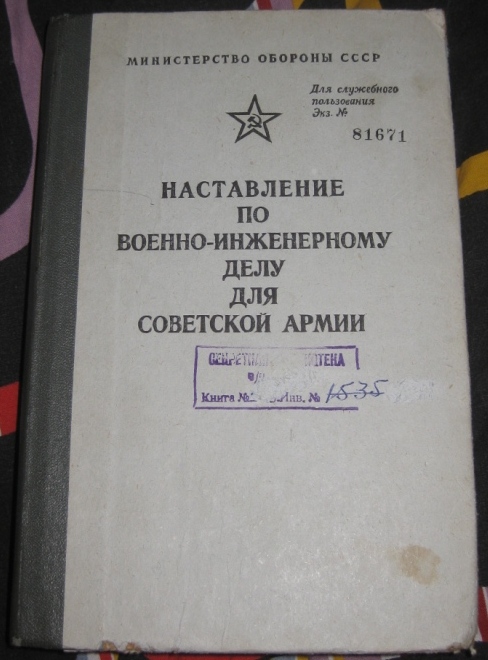 МИНИСТЕРСТВО ОБОРОНЫ СССР
Для служебного
пользования
Экз. №
81671
НАСТАВЛЕНИЕ
ПО
ВОЕННО-ИНЖЕНЕРНОМУ
ДЕЛУ
ДЛЯ
СОВЕТСКОЙ АРМИИ
Книга № Инв. № 1535